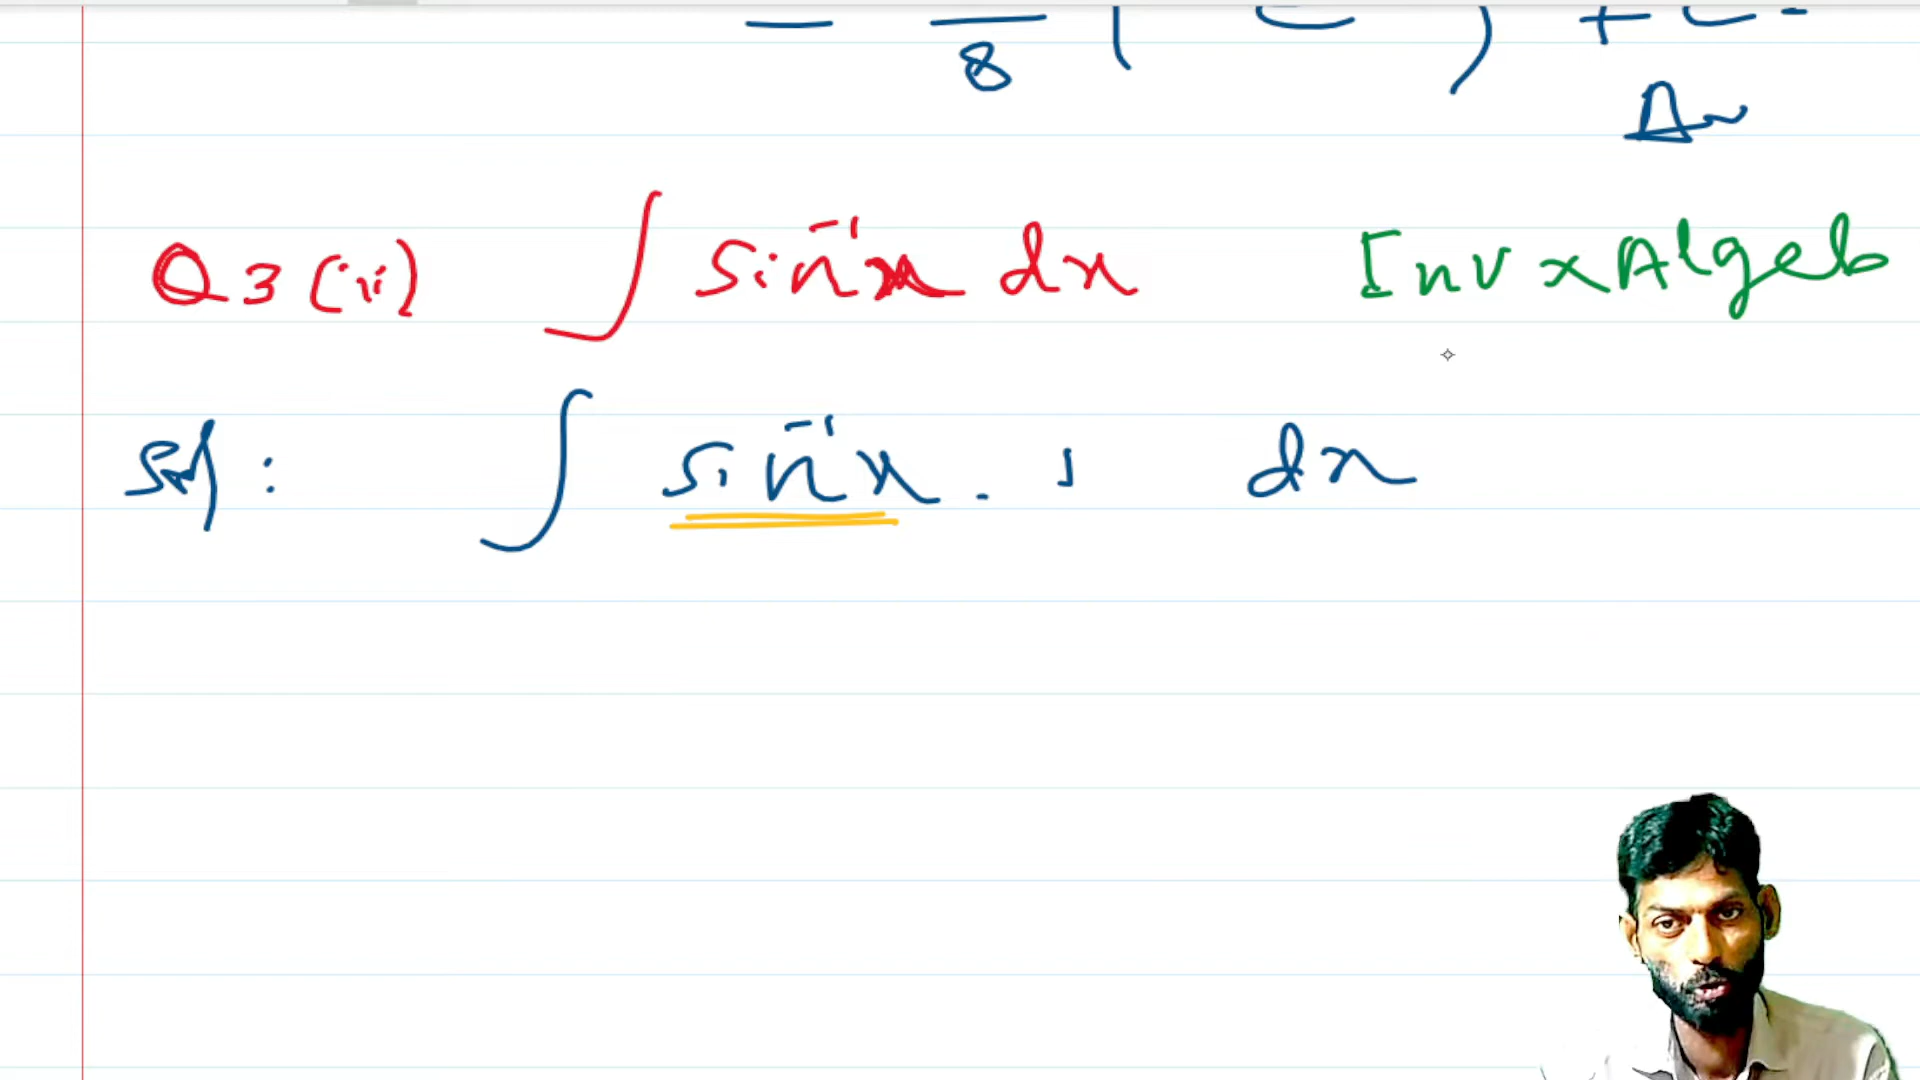 8
Q3(ii) ∫ sin⁻¹x dx Inv x Algeb
Sol: ∫ sin⁻¹x . 1 dx